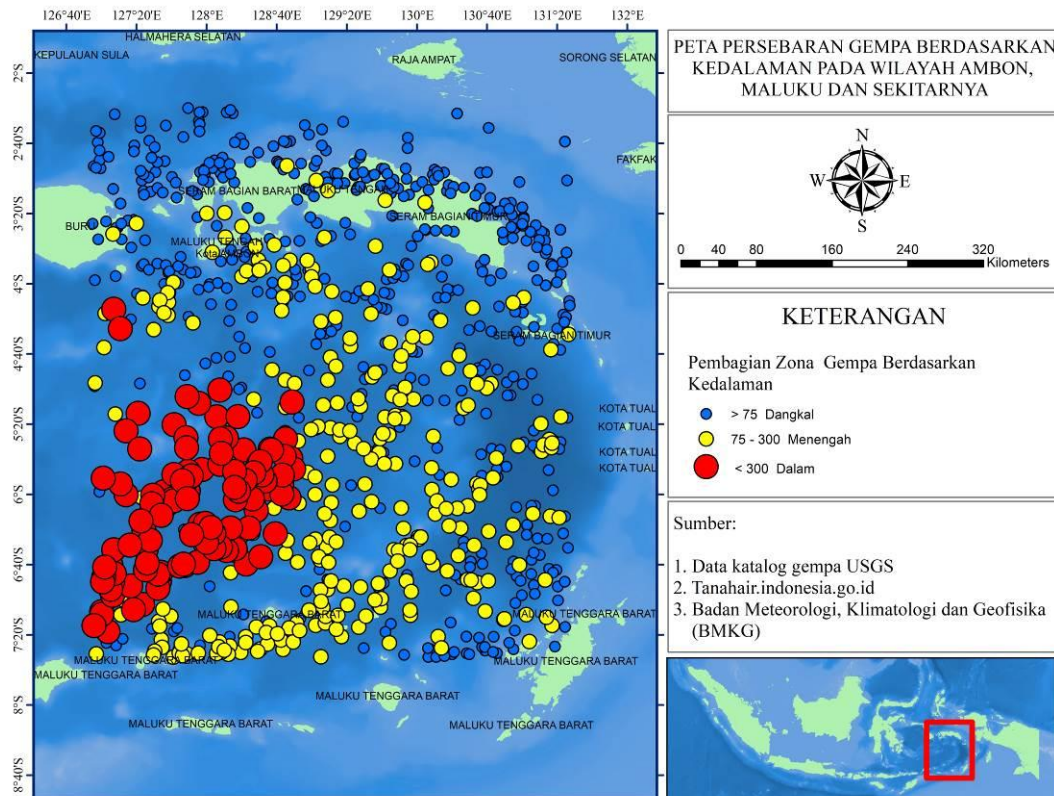 126°40'E 127°20'E 128°E 128°40'E 129°20'E 130°E 130°40'E 131°20'E 132°E
HALMAHERA SELATAN
KEPULAUAN SULA
RAJA AMPAT
SORONG SELATAN
2°S
2°40'S
FAKFAK
SERAM BAGIAN BARAT
MALUKU TENGAH
3°20'S
BURU
SERAM BAGIAN TIMUR
MALUKU TENGAH
Kota AMBON
4°S
SERAM BAGIAN TIMUR
4°40'S
5°20'S
KOTA TUAL
KOTA TUAL
KOTA TUAL
KOTA TUAL
6°S
6°40'S
MALUKU TENGGARA BARAT
MALUKU TENGGARA BARAT
7°20'S
MALUKU TENGGARA BARAT
MALUKU TENGGARA BARAT
MALUKU TENGGARA BARAT
MALUKU TENGGARA BARAT
8°S
MALUKU TENGGARA BARAT
MALUKU TENGGARA BARAT
8°40'S
PETA PERSEBARAN GEMPA BERDASARKAN
KEDALAMAN PADA WILAYAH AMBON,
MALUKU DAN SEKITARNYA
N
W E
S
0 40 80 160 240 320
Kilometers
KETERANGAN
Pembagian Zona Gempa Berdasarkan
Kedalaman
> 75 Dangkal
75 - 300 Menengah
< 300 Dalam
Sumber:
1. Data katalog gempa USGS
2. Tanahair.indonesia.go.id
3. Badan Meteorologi, Klimatologi dan Geofisika
(BMKG)